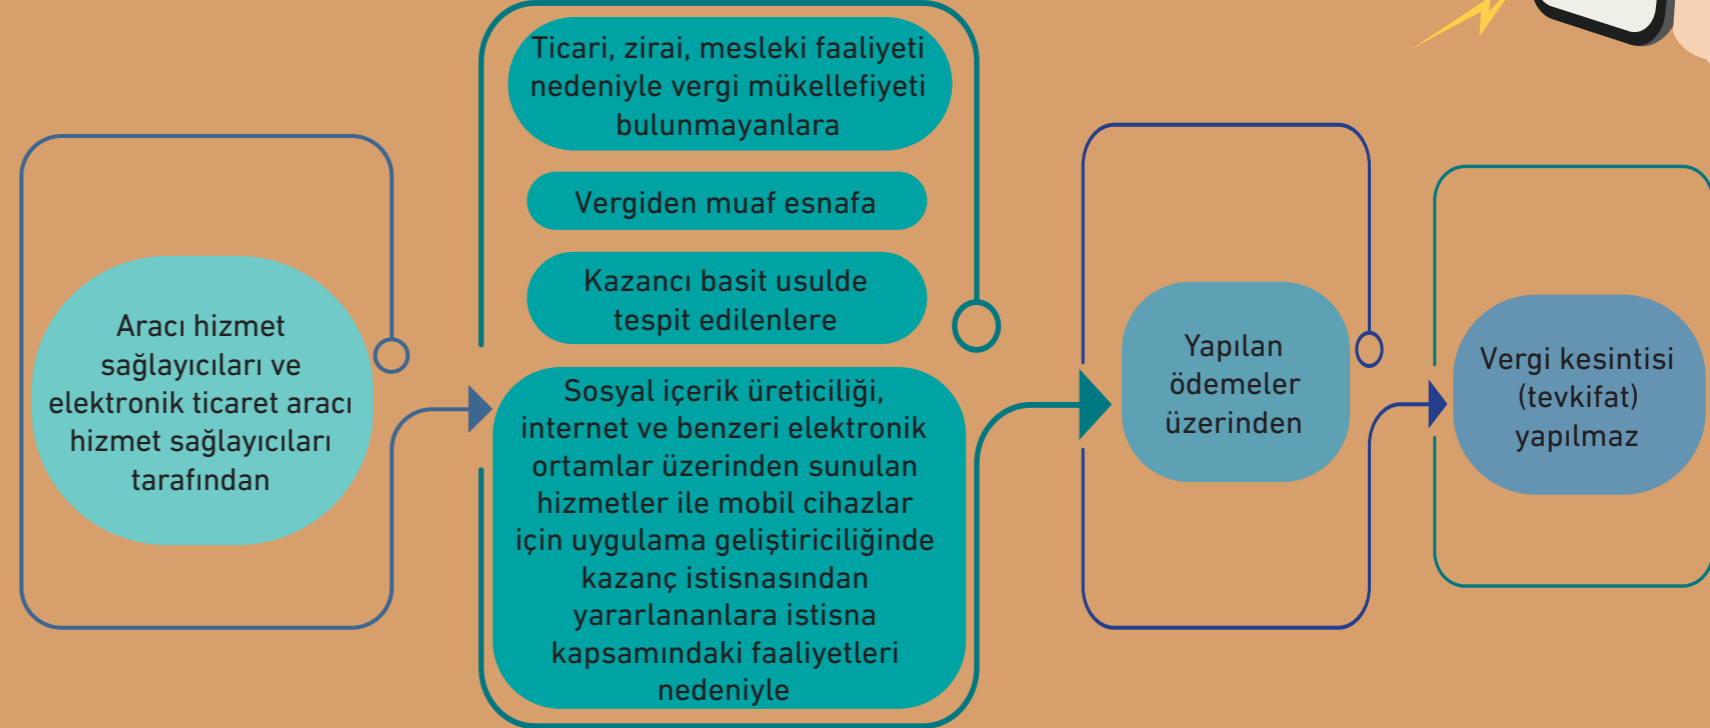 Aracı hizmet
sağlayıcıları ve
elektronik ticaret aracı
hizmet sağlayıcıları
tarafından
Ticari, zirai, mesleki faaliyeti
nedeniyle vergi mükellefiyeti
bulunmayanlara
Vergiden muaf esnafa
Kazancı basit usulde
tespit edilenlere
Sosyal içerik üreticiliği,
internet ve benzeri elektronik
ortamlar üzerinden sunulan
hizmetler ile mobil cihazlar
için uygulama geliştiriciliğinde
kazanç istisnasından
yararlananlara istisna
kapsamındaki faaliyetleri
nedeniyle
Yapılan
ödemeler
üzerinden
Vergi kesintisi
(tevkifat)
yapılmaz